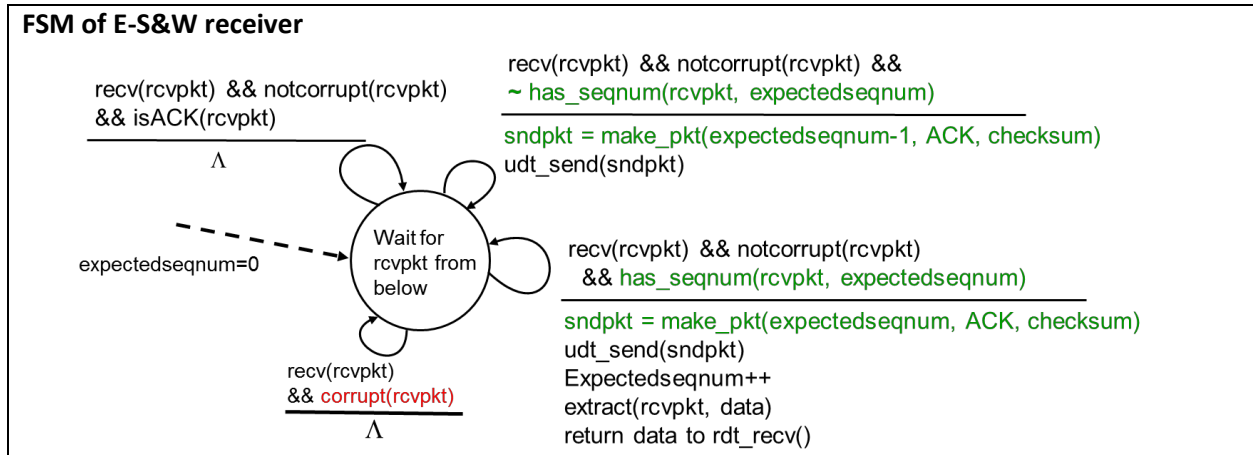 FSM of E-S&W receiver
recv(rcvpkt) && notcorrupt(rcvpkt)
&& isACK(rcvpkt)
Λ
recv(rcvpkt) && notcorrupt(rcvpkt) &&
~ has_seqnum(rcvpkt, expectedseqnum)
sndpkt = make_pkt(expectedseqnum-1, ACK, checksum)
udt_send(sndpkt)
expectedseqnum=0
Wait for
rcvpkt from
below
recv(rcvpkt) && notcorrupt(rcvpkt)
&& has_seqnum(rcvpkt, expectedseqnum)
sndpkt = make_pkt(expectedseqnum, ACK, checksum)
udt_send(sndpkt)
Expectedseqnum++
extract(rcvpkt, data)
return data to rdt_recv()
recv(rcvpkt)
&& corrupt(rcvpkt)
Λ